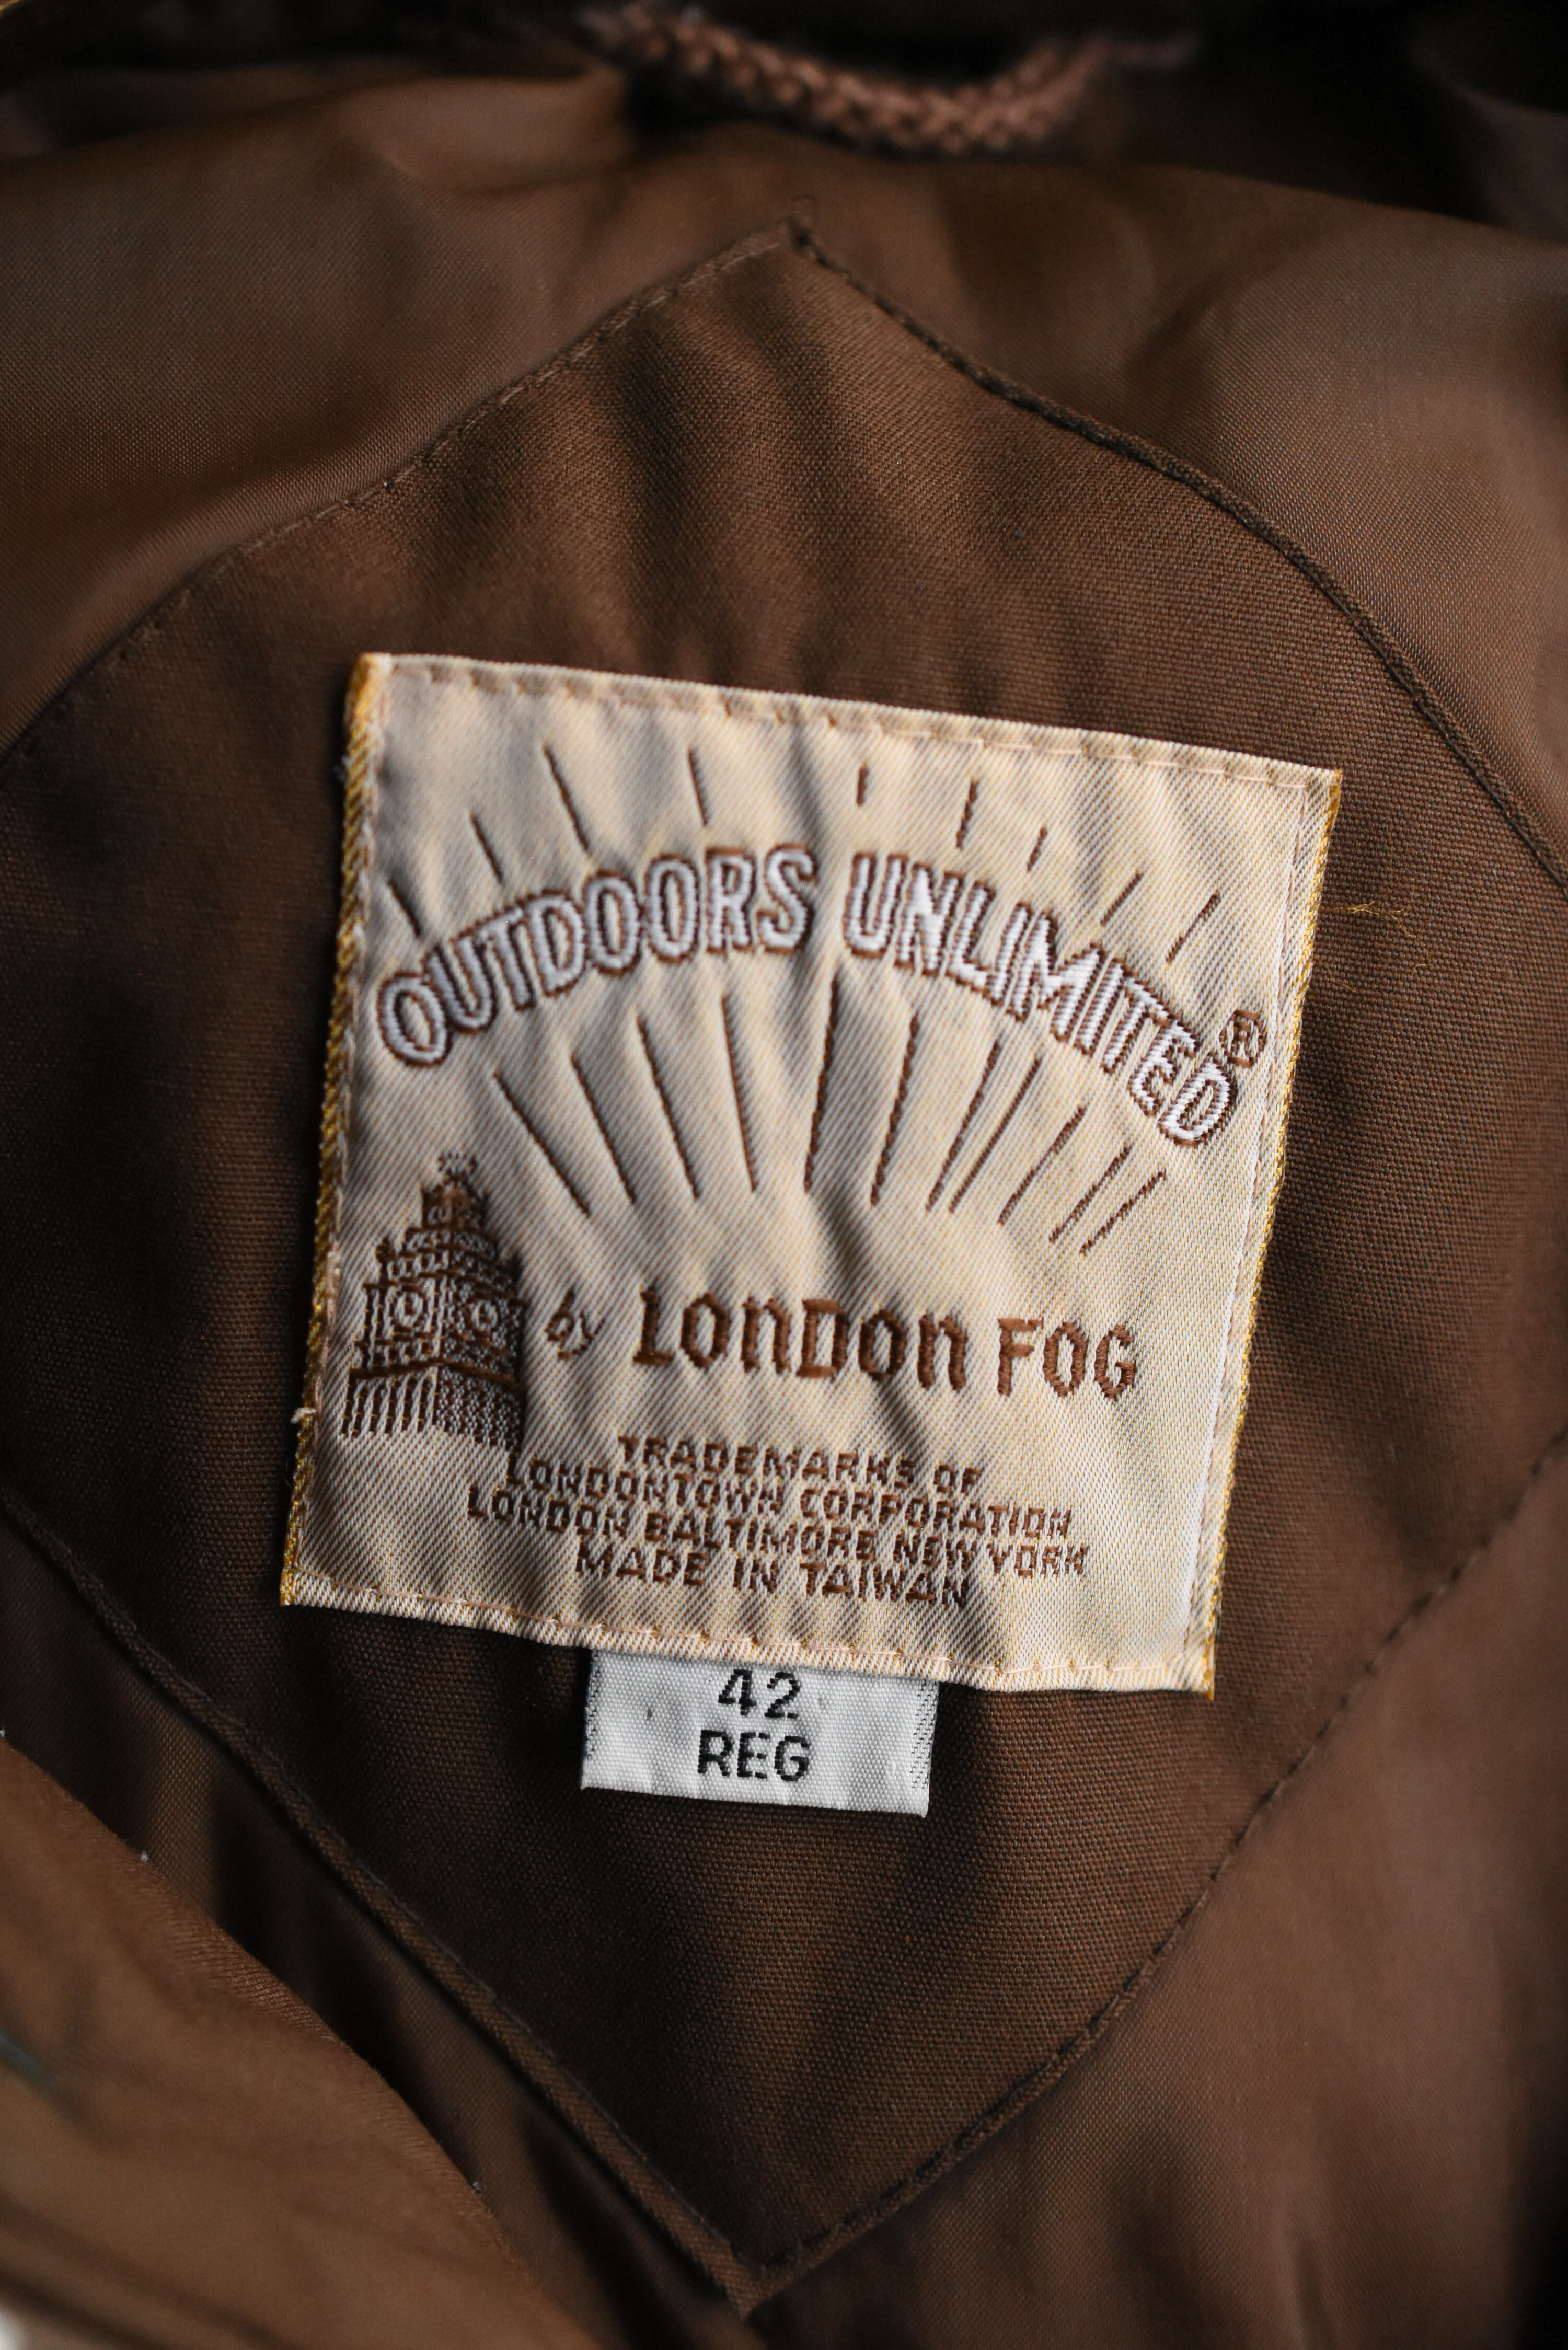 OUTDOORS UNLIMITED®
by LONDON FOG
TRADEMARKS OF
LONDONTOWN CORPORATION
LONDON BALTIMORE NEW YORK
MADE IN TAIWAN
42
REG